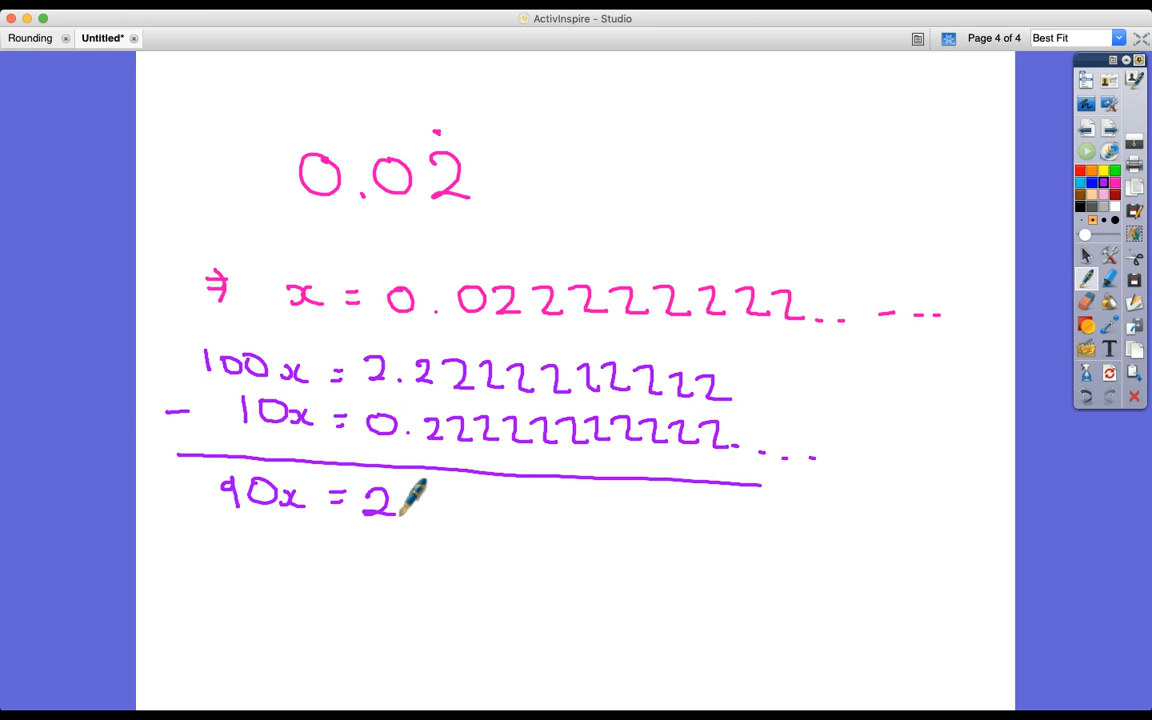 ActivInspire - Studio
Rounding Untitled* Page 4 of 4 Best Fit
0.02̇
⇒ x = 0.022222222.. - ...
100x = 2.2222222222
- 10x = 0.22222222222....
90x = 2
T